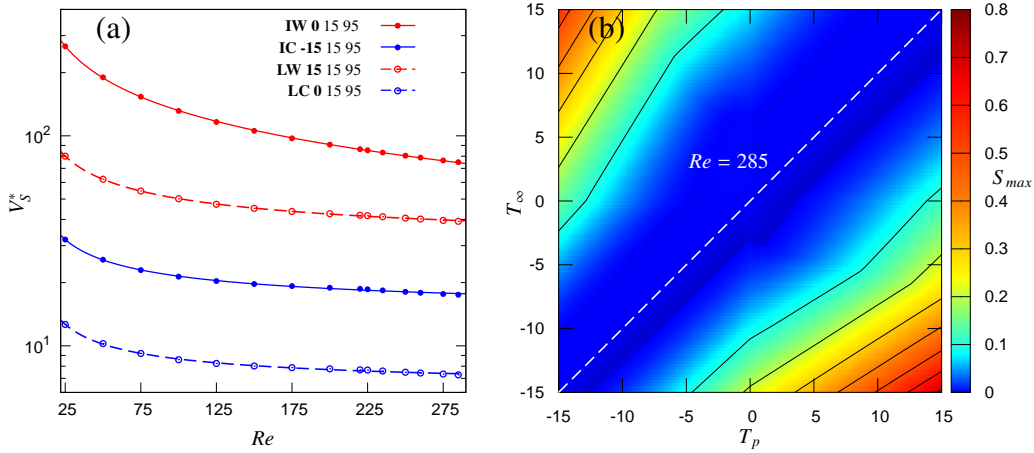 (a)
IW 0 15 95
IC -15 15 95
LW 15 15 95
LC 0 15 95
10²
10¹
V*S
25 75 125 175 225 275
Re
(b)
Re = 285
15
10
5
0
-5
-10
-15
T∞
-15 -10 -5 0 5 10 15
Tp
0.8
0.7
0.6
0.5
0.4
0.3
0.2
0.1
0
Smax